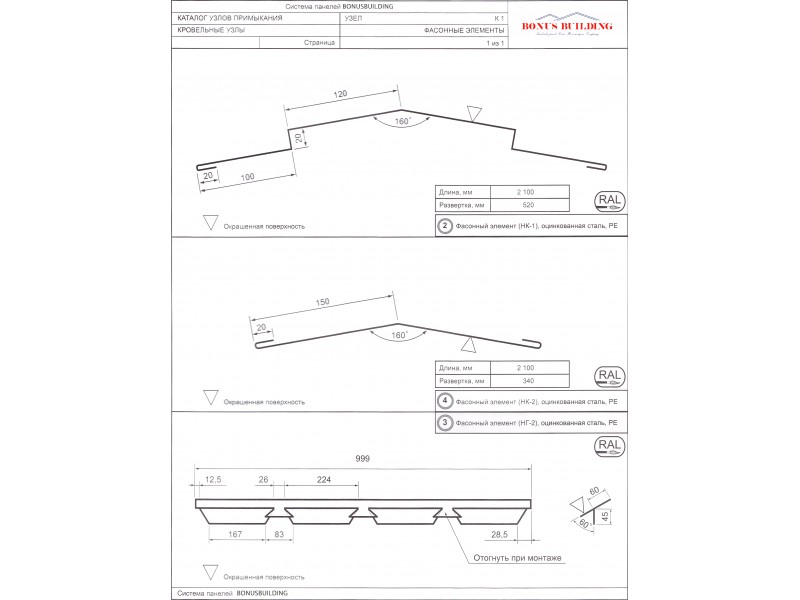 Система панелей BONUSBUILDING
КАТАЛОГ УЗЛОВ ПРИМЫКАНИЯ УЗЕЛ К 1
КРОВЕЛЬНЫЕ УЗЛЫ ФАСОННЫЕ ЭЛЕМЕНТЫ
Страница 1 из 1
BONUS BUILDING
120
160°
20
20
100
Длина, мм 2 100
Развертка, мм 520
RAL
Окрашенная поверхность
2 Фасонный элемент (НК-1), оцинкованная сталь, PE
150
20
160°
Длина, мм 2 100
Развертка, мм 340
RAL
Окрашенная поверхность
4 Фасонный элемент (НК-2), оцинкованная сталь, PE
3 Фасонный элемент (НГ-2), оцинкованная сталь, PE
RAL
999
12,5 26 224
60
45
60°
167 83 28,5
Отогнуть при монтаже
Окрашенная поверхность
Система панелей BONUSBUILDING